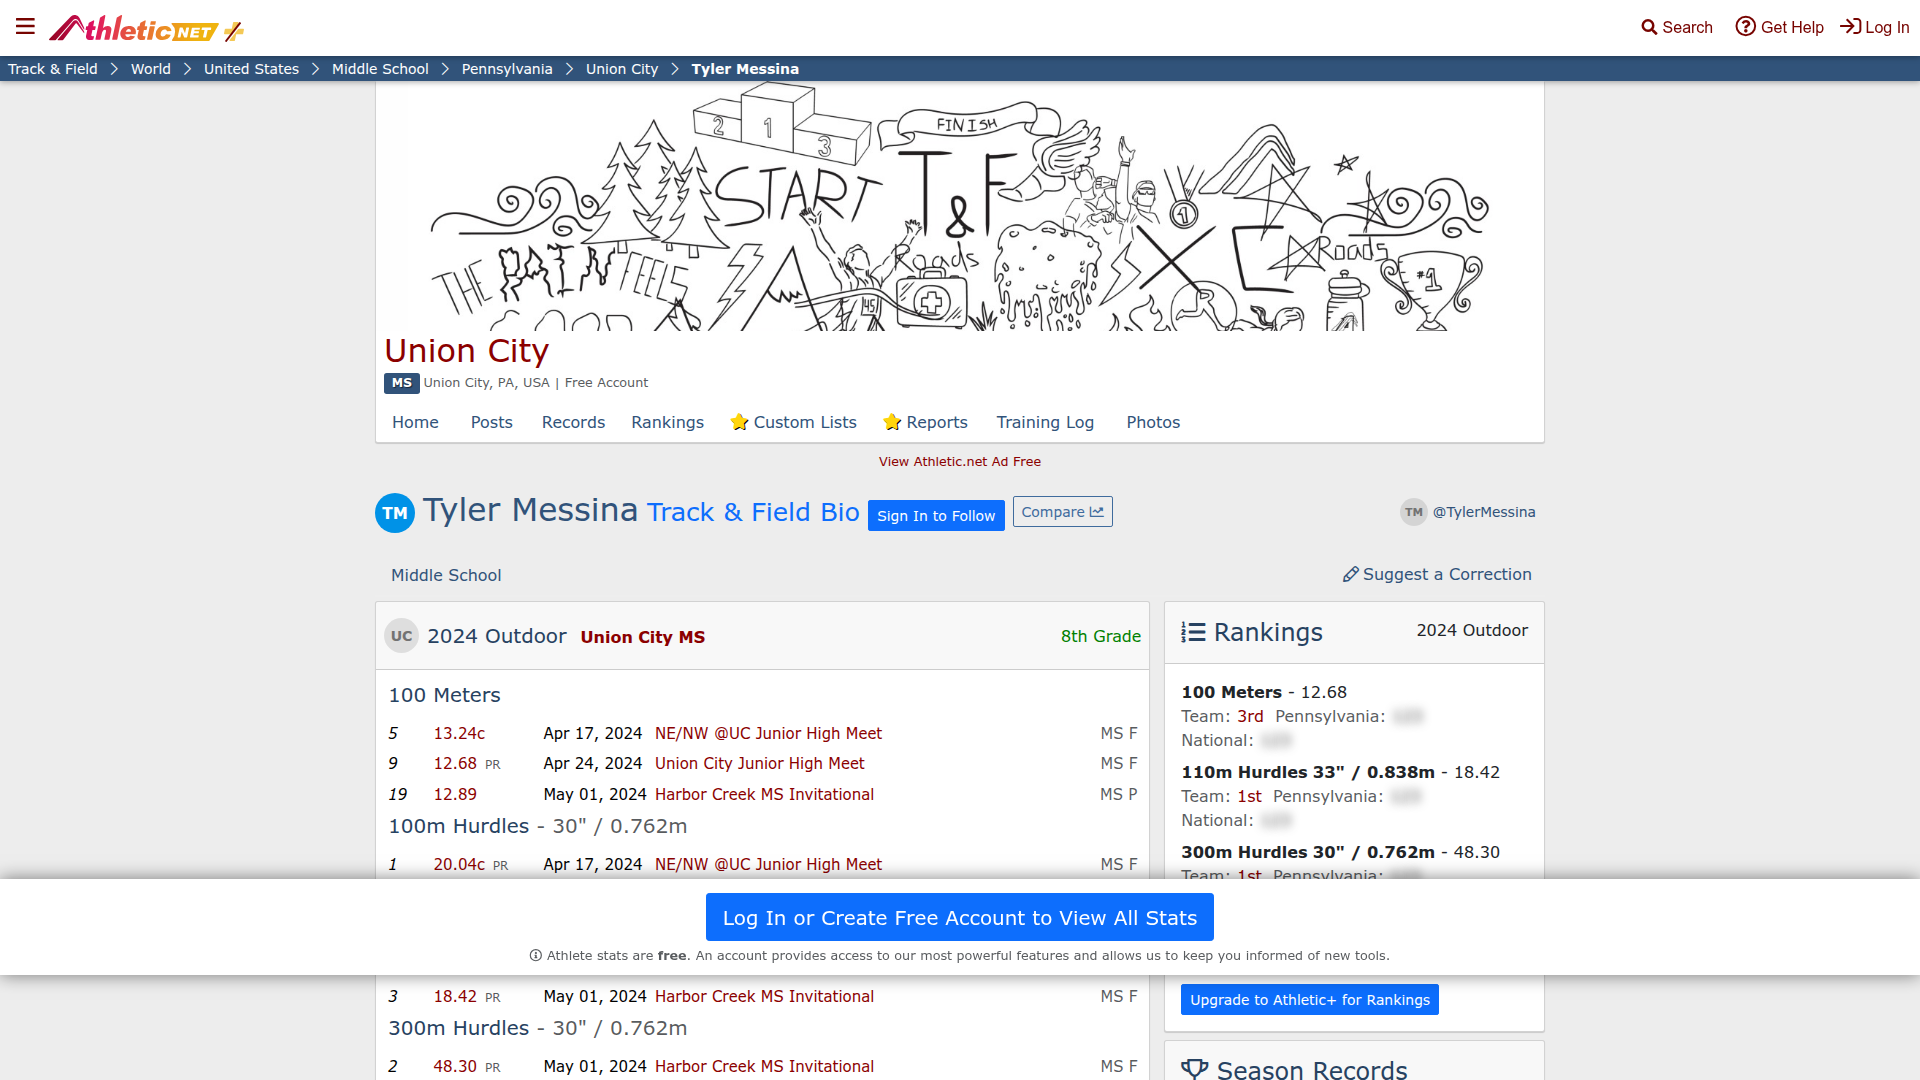 Athletic.NET
Search
Get Help
Log In
Track & Field
World
United States
Middle School
Pennsylvania
Union City
Tyler Messina
2 1 3
FINISH
START T&F
THE PAIN FEELS
Roads
1
XC
Roads
#1
45
R
Union City
MS Union City, PA, USA | Free Account
Home Posts Records Rankings Custom Lists Reports Training Log Photos
View Athletic.net Ad Free
TM Tyler Messina Track & Field Bio Sign In to Follow Compare
TM @TylerMessina
Middle School
Suggest a Correction
UC 2024 Outdoor Union City MS 8th Grade
100 Meters
5 13.24c Apr 17, 2024 NE/NW @UC Junior High Meet MS F
9 12.68 PR Apr 24, 2024 Union City Junior High Meet MS F
19 12.89 May 01, 2024 Harbor Creek MS Invitational MS P
100m Hurdles - 30" / 0.762m
1 20.04c PR Apr 17, 2024 NE/NW @UC Junior High Meet MS F
3 18.42 PR May 01, 2024 Harbor Creek MS Invitational MS F
300m Hurdles - 30" / 0.762m
2 48.30 PR May 01, 2024 Harbor Creek MS Invitational MS F
Rankings 2024 Outdoor
100 Meters - 12.68
Team: 3rd Pennsylvania:
National:
110m Hurdles 33" / 0.838m - 18.42
Team: 1st Pennsylvania:
National:
300m Hurdles 30" / 0.762m - 48.30
Team: 1st Pennsylvania:
Log In or Create Free Account to View All Stats
Athlete stats are free. An account provides access to our most powerful features and allows us to keep you informed of new tools.
Upgrade to Athletic+ for Rankings
Season Records